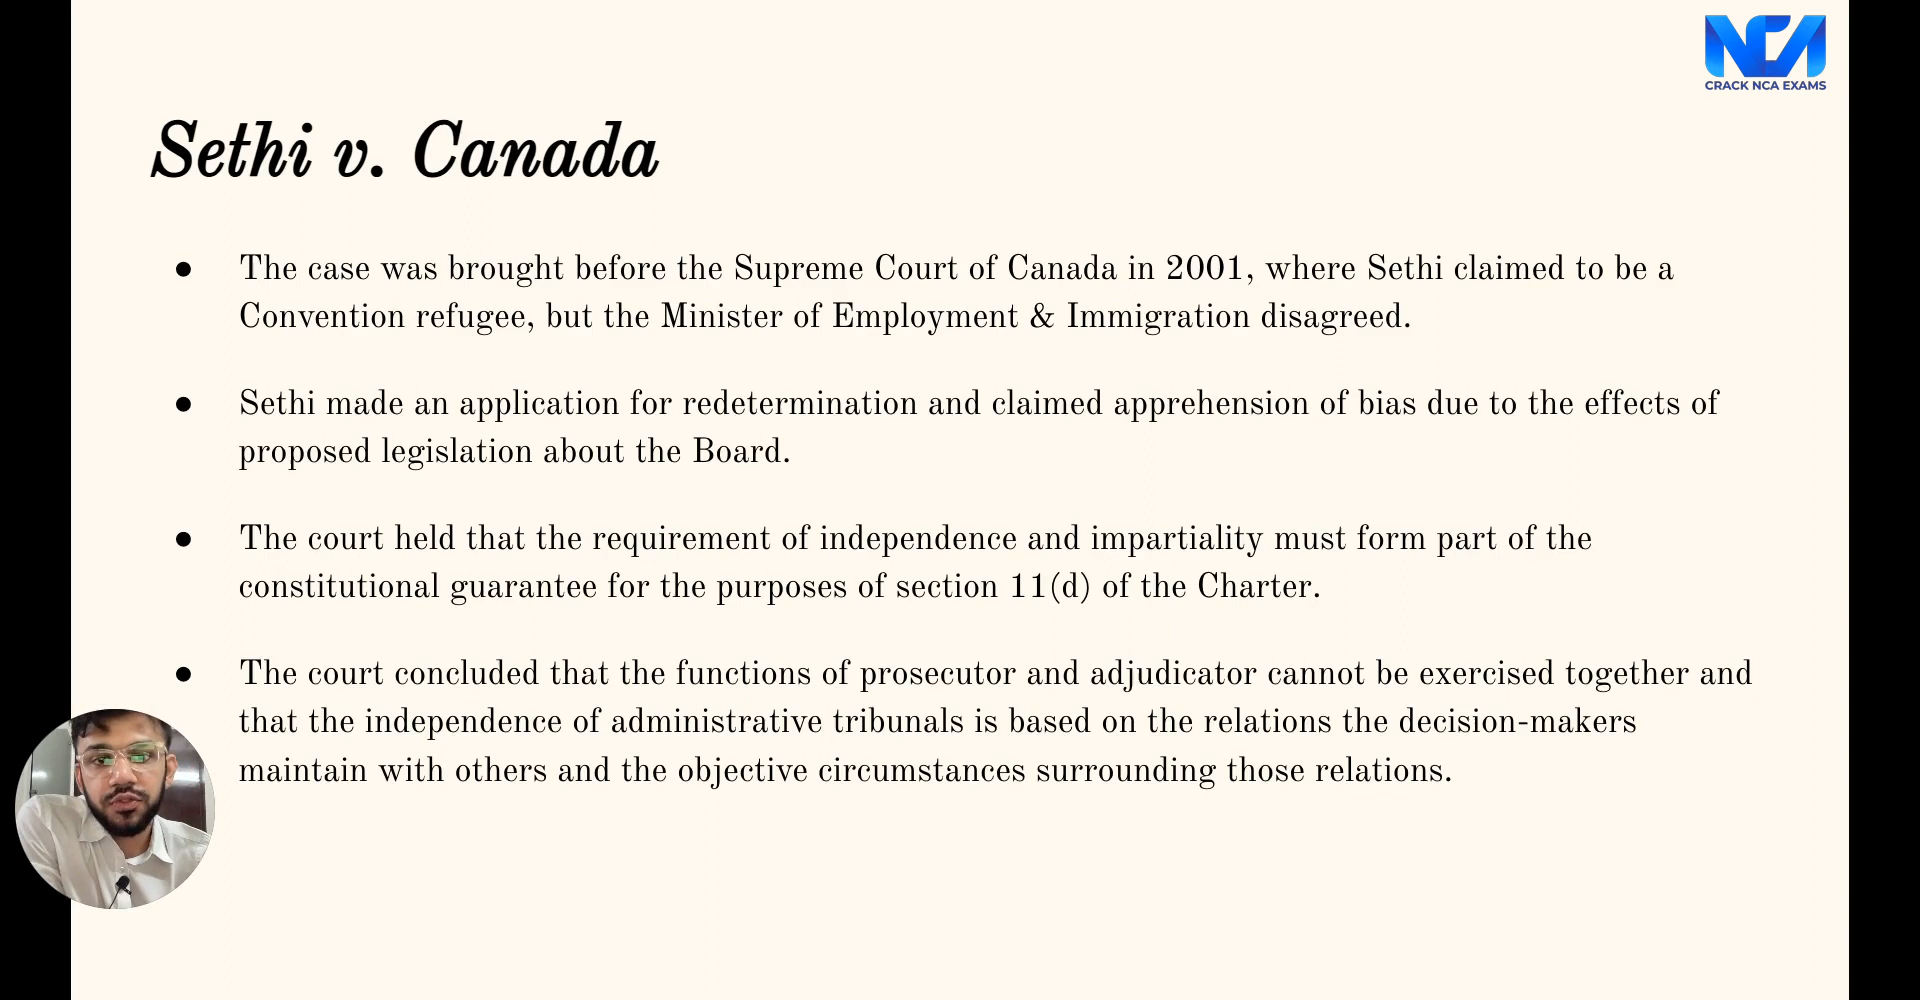 NCA
CRACK NCA EXAMS
Sethi v. Canada
● The case was brought before the Supreme Court of Canada in 2001, where Sethi claimed to be a
Convention refugee, but the Minister of Employment & Immigration disagreed.
● Sethi made an application for redetermination and claimed apprehension of bias due to the effects of
proposed legislation about the Board.
● The court held that the requirement of independence and impartiality must form part of the
constitutional guarantee for the purposes of section 11(d) of the Charter.
● The court concluded that the functions of prosecutor and adjudicator cannot be exercised together and
that the independence of administrative tribunals is based on the relations the decision-makers
maintain with others and the objective circumstances surrounding those relations.